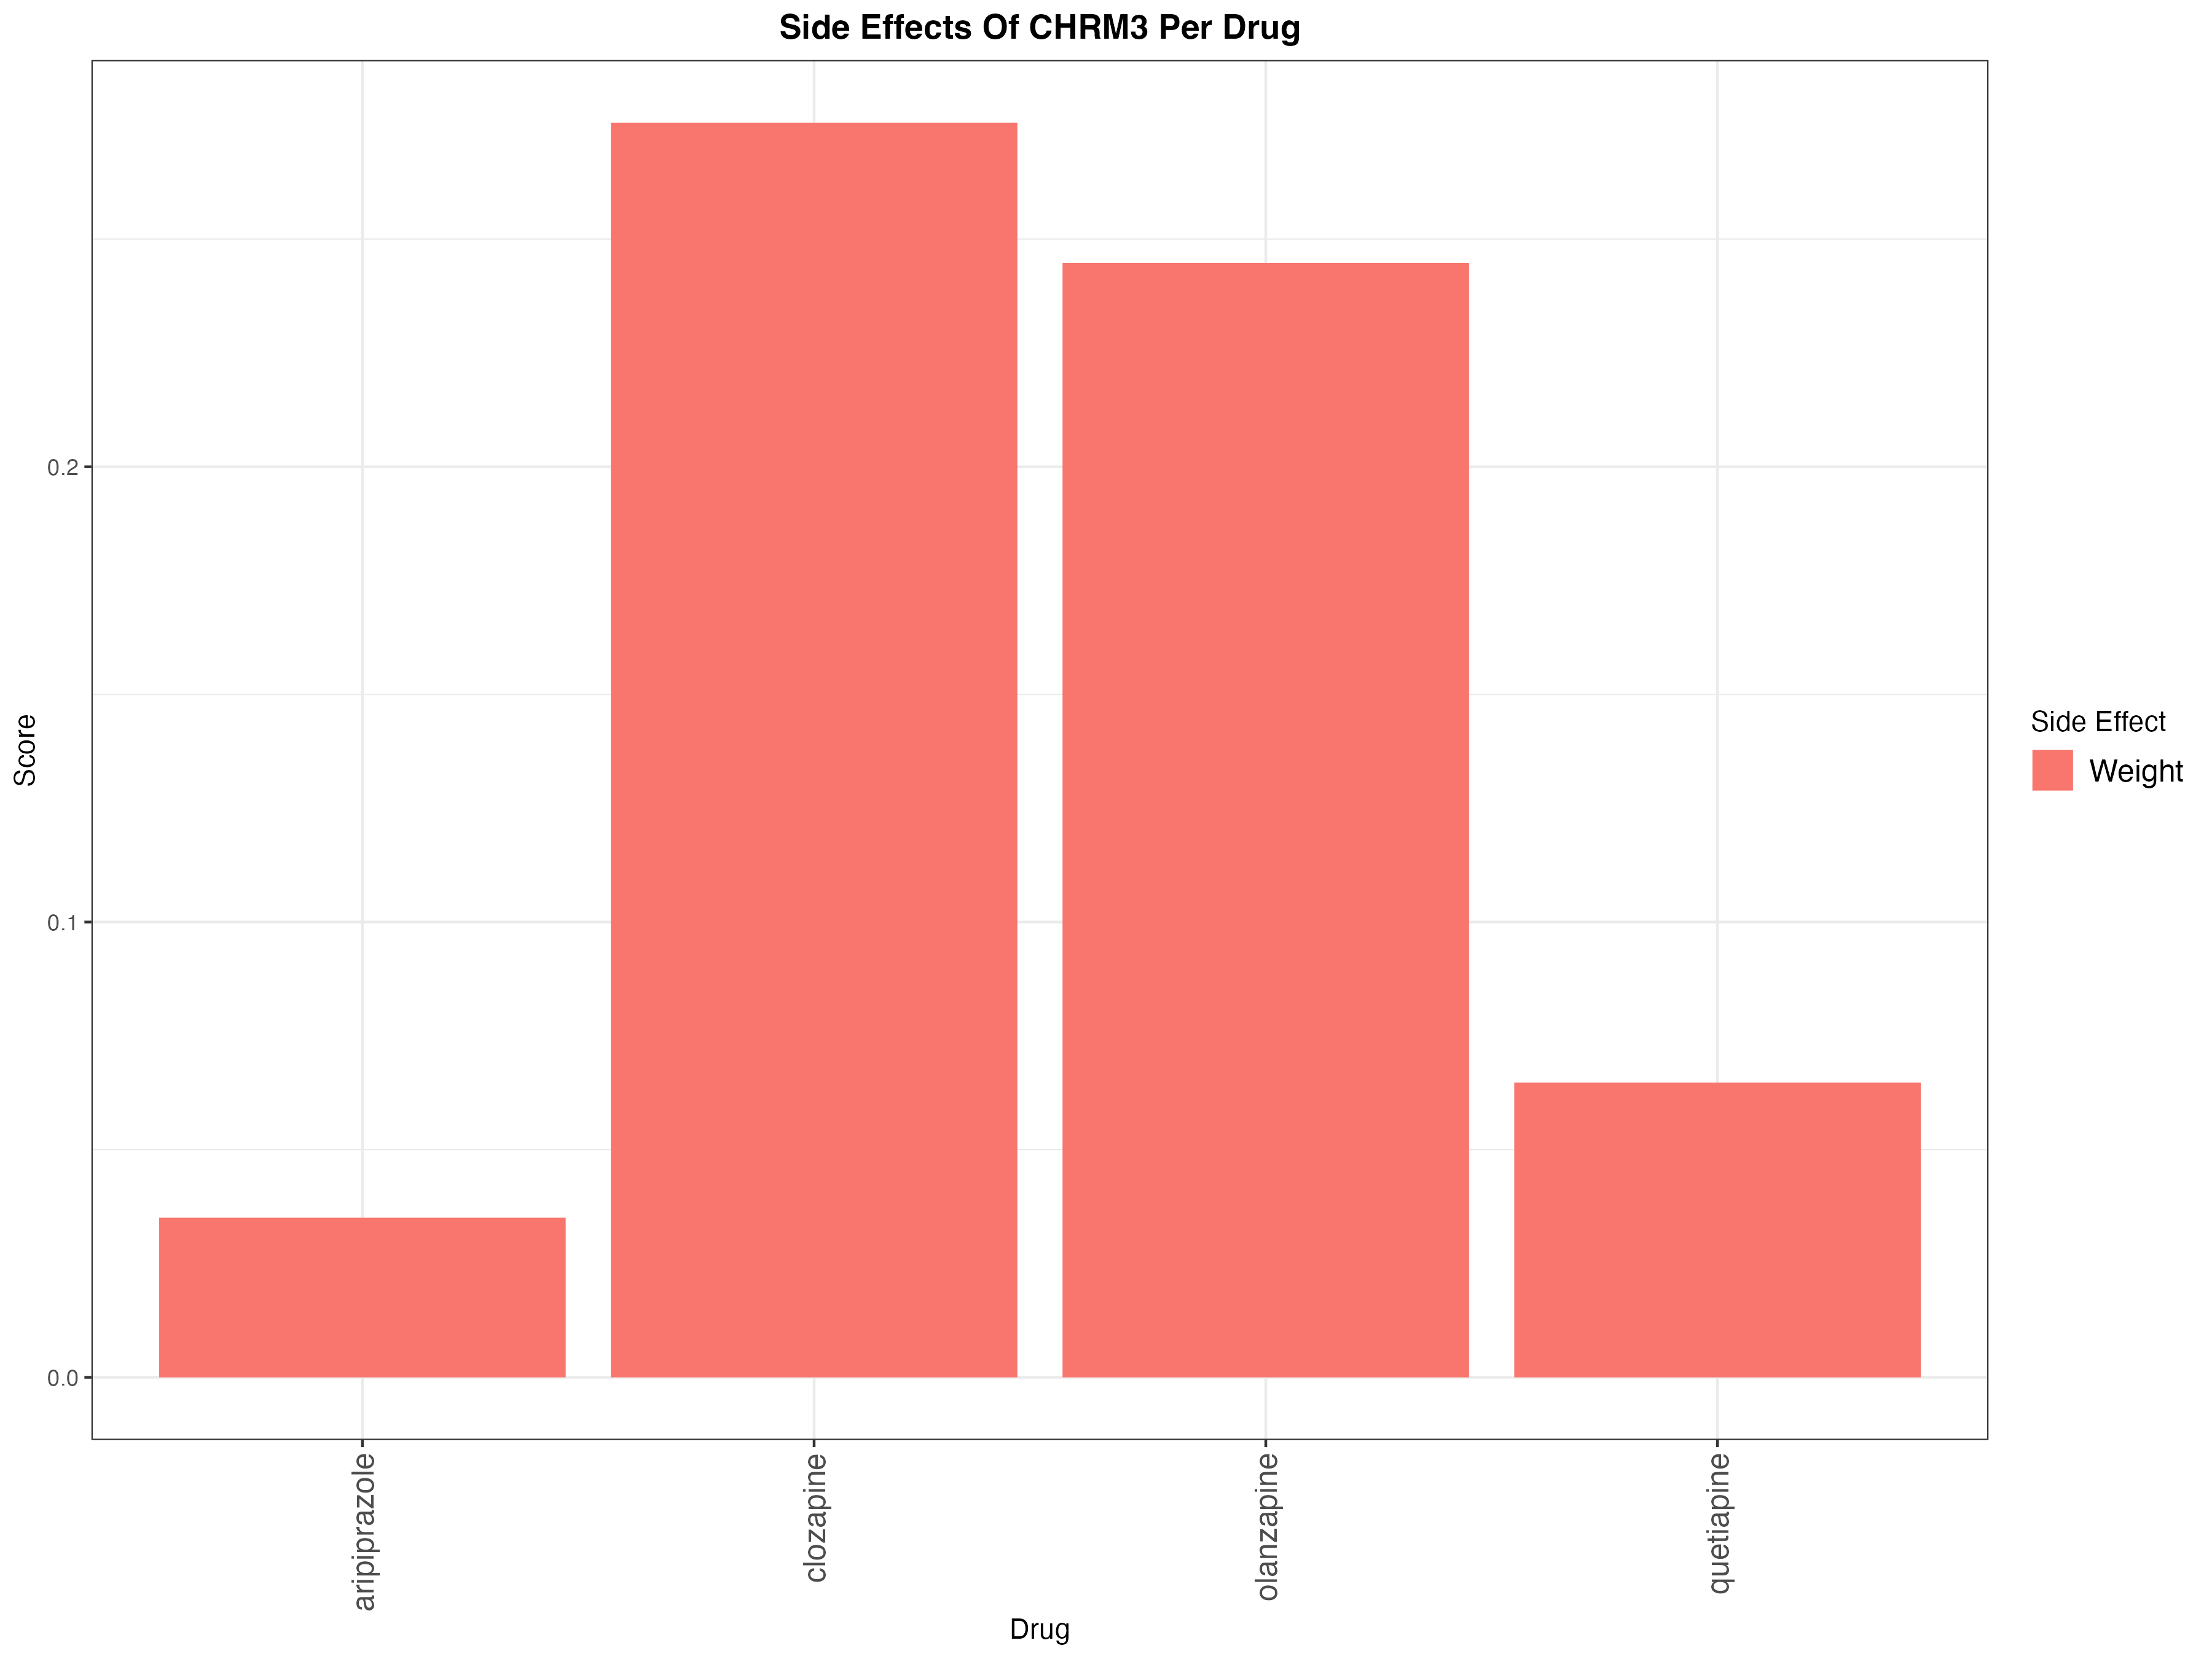 Side Effects Of CHRM3 Per Drug
Score
0.2
0.1
0.0
aripiprazole
clozapine
olanzapine
quetiapine
Drug
Side Effect
Weight